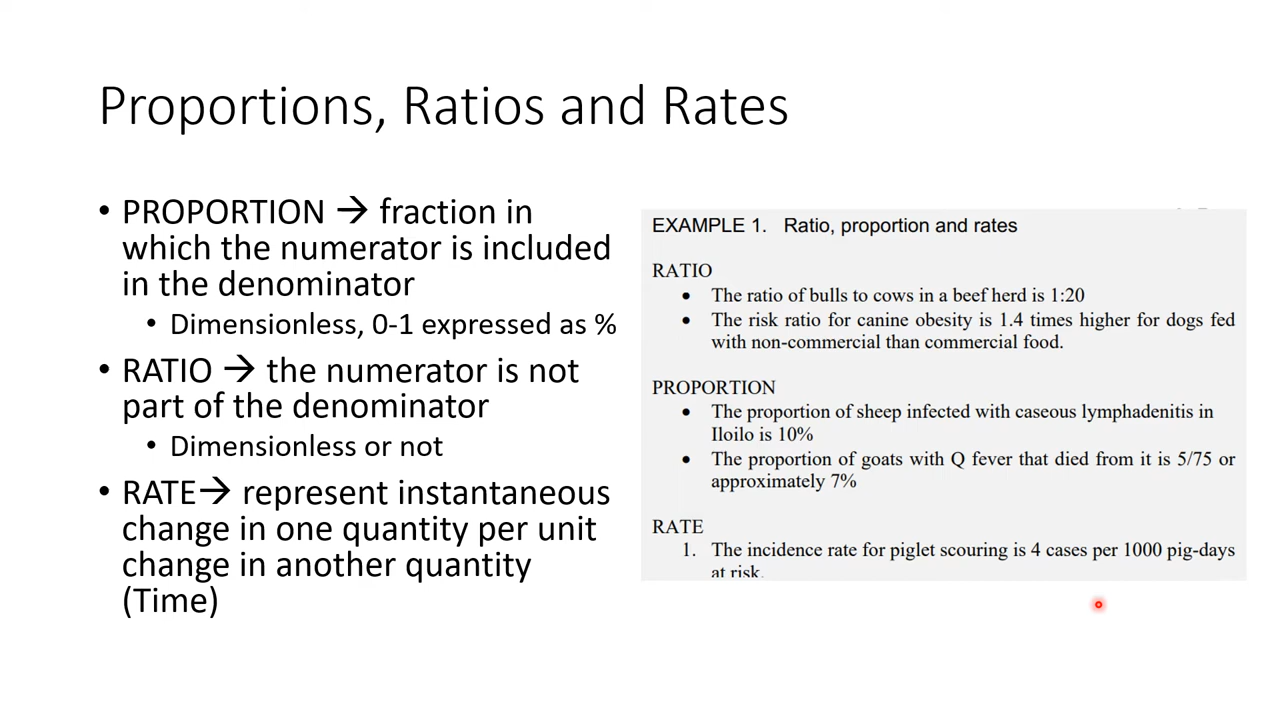 Proportions, Ratios and Rates
• PROPORTION → fraction in
which the numerator is included
in the denominator
• Dimensionless, 0-1 expressed as %
• RATIO → the numerator is not
part of the denominator
• Dimensionless or not
• RATE→ represent instantaneous
change in one quantity per unit
change in another quantity
(Time)
EXAMPLE 1. Ratio, proportion and rates
RATIO
• The ratio of bulls to cows in a beef herd is 1:20
• The risk ratio for canine obesity is 1.4 times higher for dogs fed
with non-commercial than commercial food.
PROPORTION
• The proportion of sheep infected with caseous lymphadenitis in
Iloilo is 10%
• The proportion of goats with Q fever that died from it is 5/75 or
approximately 7%
RATE
1. The incidence rate for piglet scouring is 4 cases per 1000 pig-days
at risk.